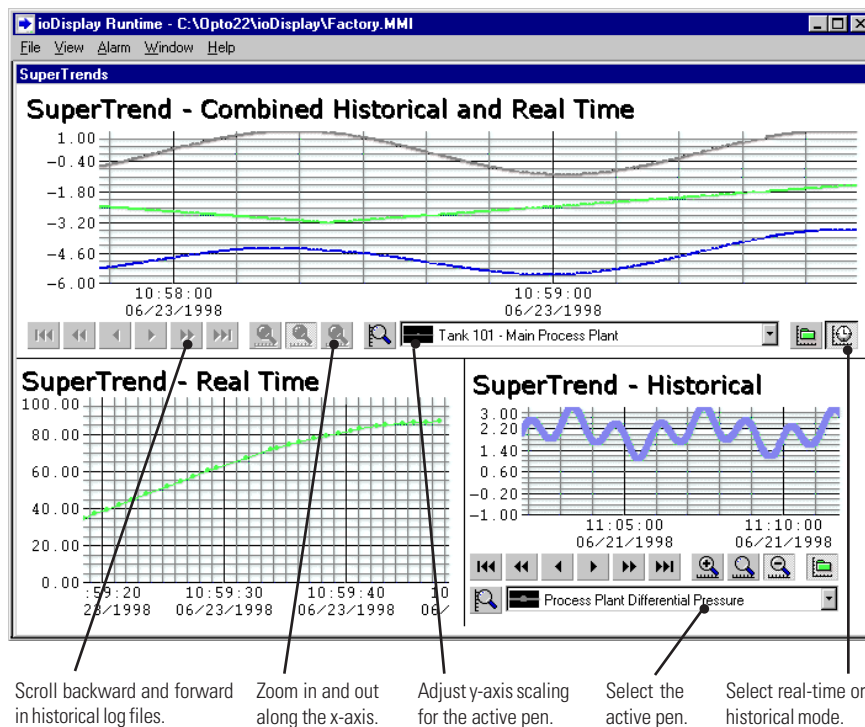 ioDisplay Runtime - C:\Opto22\ioDisplay\Factory.MMI
File View Alarm Window Help
SuperTrends
SuperTrend - Combined Historical and Real Time
1.00
-0.40
-1.80
-3.20
-4.60
-6.00
10:58:00 10:59:00
06/23/1998 06/23/1998
Tank 101 - Main Process Plant
SuperTrend - Real Time
100.00
80.00
60.00
40.00
20.00
0.00
:59:20 10:59:30 10:59:40 10
23/1998 06/23/1998 06/23/1998 06/
SuperTrend - Historical
3.00
2.20
1.40
0.60
-0.20
-1.00
11:05:00 11:10:00
06/21/1998 06/21/1998
Process Plant Differential Pressure
Scroll backward and forward
in historical log files.
Zoom in and out
along the x-axis.
Adjust y-axis scaling
for the active pen.
Select the
active pen.
Select real-time or
historical mode.